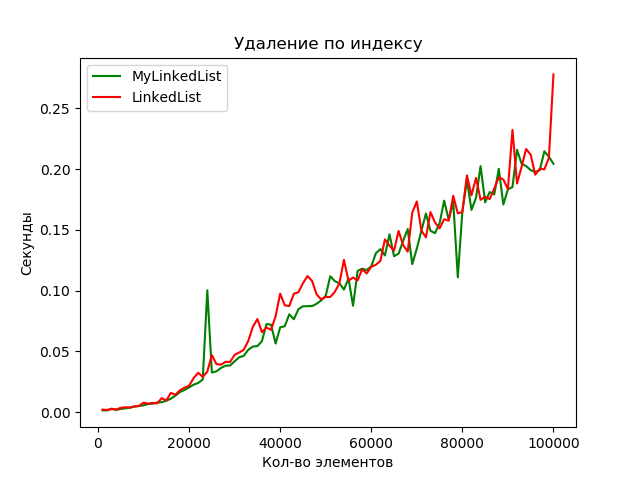 Удаление по индексу
MyLinkedList
LinkedList
Секунды
0.25
0.20
0.15
0.10
0.05
0.00
0
20000
40000
60000
80000
100000
Кол-во элементов